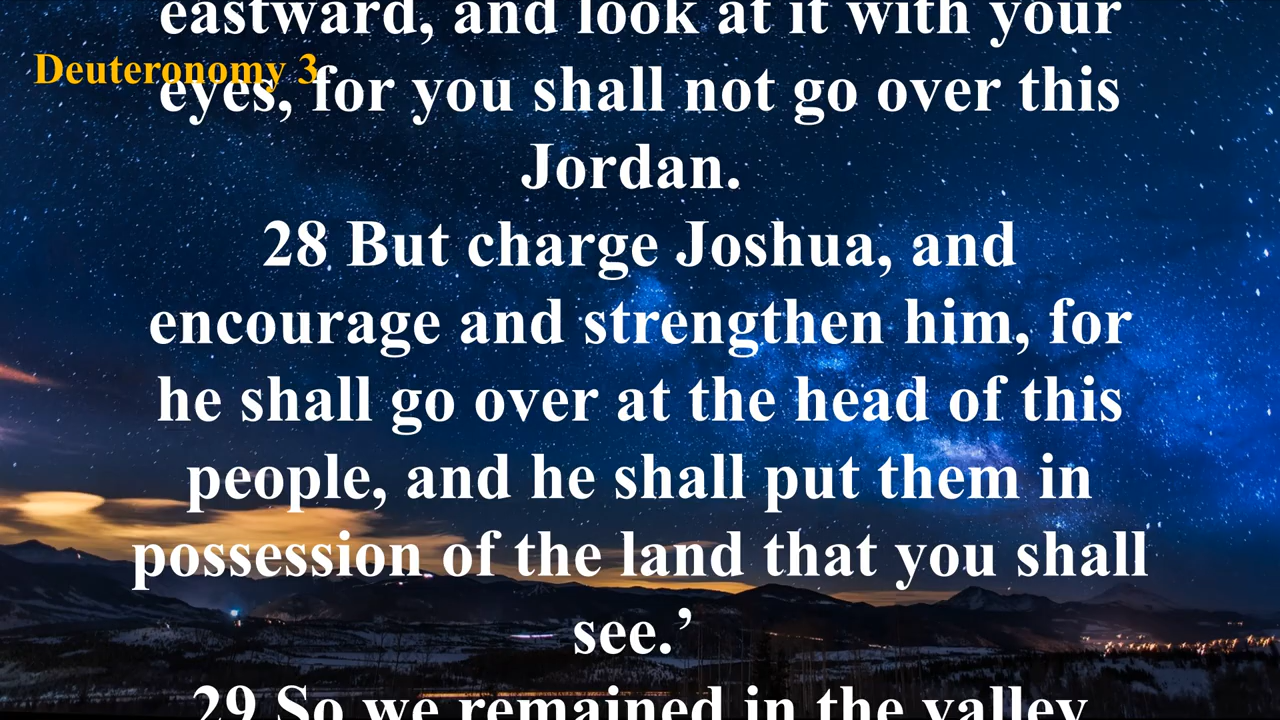 eastward, and look at it with your
Deuteronomy 3
eyes, for you shall not go over this
Jordan.
28 But charge Joshua, and
encourage and strengthen him, for
he shall go over at the head of this
people, and he shall put them in
possession of the land that you shall
see.’
29 So we remained in the valley